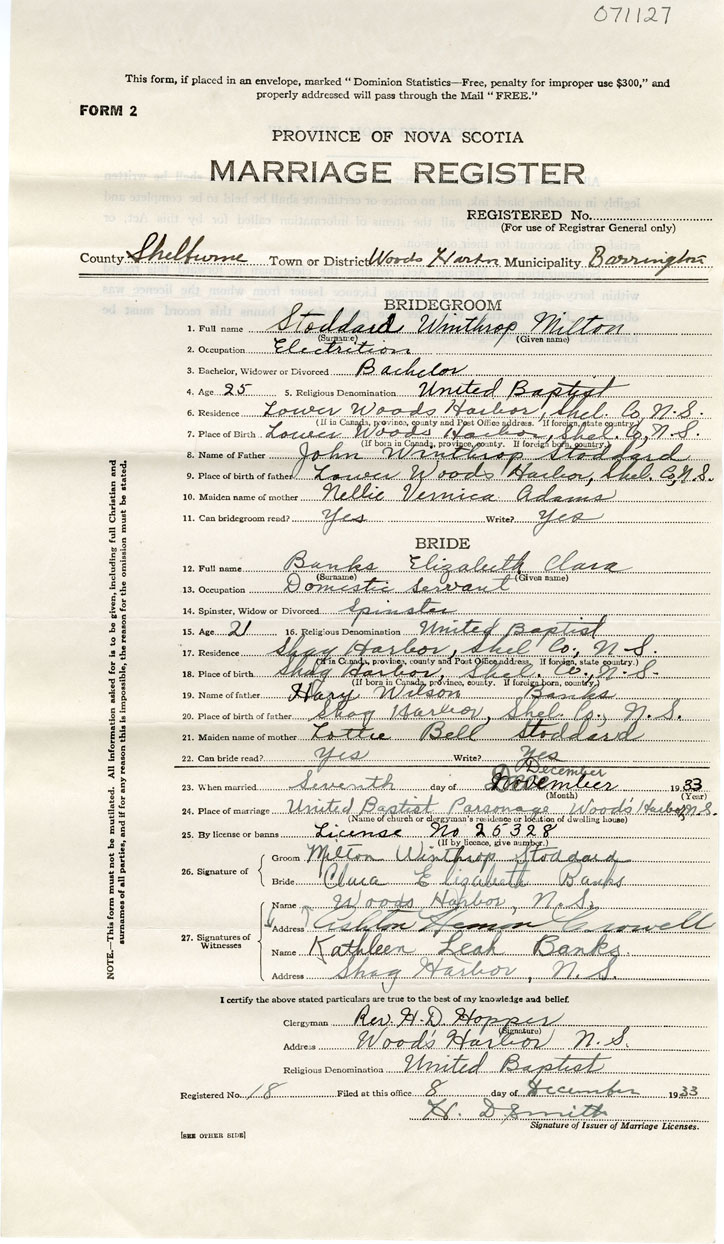 071127
This form, if placed in an envelope, marked "Dominion Statistics—Free, penalty for improper use $300," and
properly addressed will pass through the Mail "FREE."
FORM 2
PROVINCE OF NOVA SCOTIA
MARRIAGE REGISTER
REGISTERED No.
(For use of Registrar General only)
County Shelburne Town or District Woods Harbor Municipality Barrington
BRIDEGROOM
1. Full name Stoddard Winthrop Milton
(Surname) (Given name)
2. Occupation Electrition
3. Bachelor, Widower or Divorced Bachelor
4. Age 25 5. Religious Denomination United Baptist
6. Residence Lower Woods Harbor, Shel. Co, N.S.
(If in Canada, province, county and Post Office address. If foreign, state country.)
7. Place of Birth Lower Woods Harbor, Shel. Co, N.S.
(If born in Canada, province, county. If foreign born, country.)
8. Name of Father John Winthrop Stoddard
9. Place of birth of father Lower Woods Harbor, Shel. Co, N.S.
10. Maiden name of mother Nellie Vernica Adams
11. Can bridegroom read? Yes Write? Yes
BRIDE
12. Full name Banks Elizabeth Clara
(Surname) (Given name)
13. Occupation Domestic Servant
14. Spinster, Widow or Divorced Spinster
15. Age 21 16. Religious Denomination United Baptist
17. Residence Shag Harbor, Shel Co., N-S.
(If in Canada, province, county and Post Office address. If foreign, state country.)
18. Place of birth Shag Harbor, Shel. Co., N-S-
(If born in Canada, province, county. If foreign born, country.)
19. Name of father Hary Wilson Banks
20. Place of birth of father Shag Harbor, Shel Co., N.S.
21. Maiden name of mother Lottie Bell Stoddard
22. Can bride read? Yes Write? Yes
December
23. When married Seventh day of November 1933
(Month) (Year)
24. Place of marriage United Baptist Parsonage Wood's Harbor, N.S.
(Name of church or clergyman's residence or location of dwelling house)
25. By license or banns License No 25328
(If by licence, give number.)
26. Signature of
Groom Milton Winthrop Stoddard
Bride Clara Elizabeth Banks
27. Signatures of Witnesses
Name Woods Harbor, N.S.
Address Crowell
Name Kathleen Leah Banks
Address Shag Harbor, N.S.
I certify the above stated particulars are true to the best of my knowledge and belief.
Clergyman Rev. H. D. Hopper
(Signature)
Address Wood's Harbor N.S.
Religious Denomination United Baptist
Registered No. 18 Filed at this office 8 day of December 1933
H. D. Smith
Signature of Issuer of Marriage Licenses.
[SEE OTHER SIDE]
NOTE.—This form must not be mutilated. All information asked for is to be given, including full Christian and
surnames of all parties, and if for any reason this is impossible, the reason for the omission must be stated.